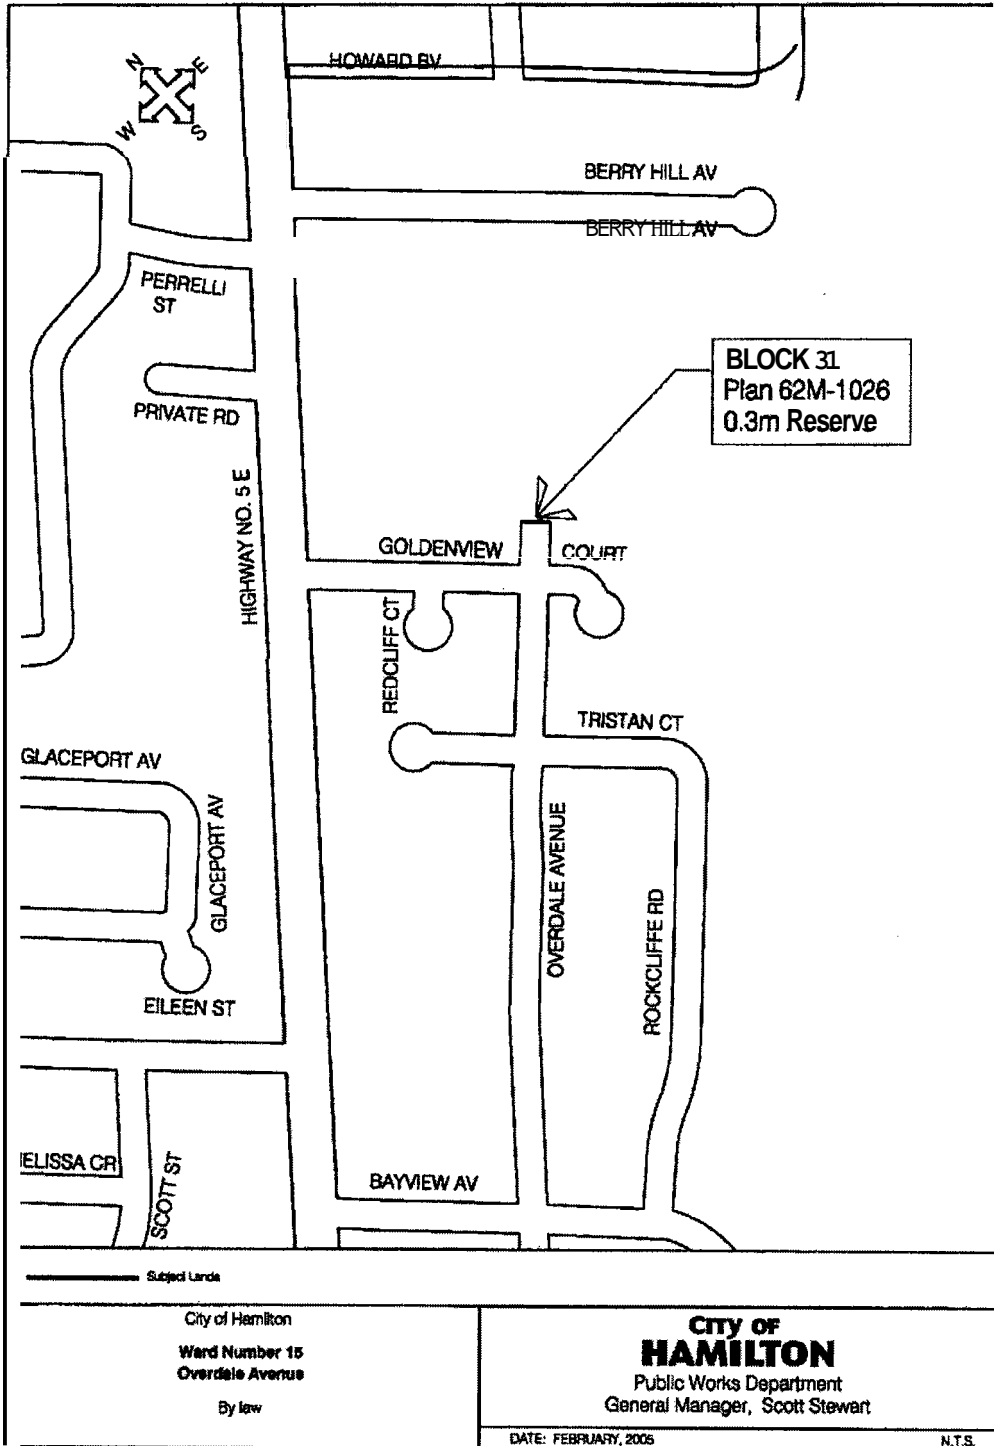 HOWARD BV
N
E
W
S
BERRY HILL AV
BERRY HILL AV
PERRELLI
ST
BLOCK 31
Plan 62M-1026
0.3m Reserve
PRIVATE RD
HIGHWAY NO. 5 E
GOLDENVIEW COURT
REDCLIFF CT
TRISTAN CT
GLACEPORT AV
GLACEPORT AV
OVERDALE AVENUE
ROCKCLIFFE RD
EILEEN ST
ELISSA CR
SCOTT ST
BAYVIEW AV
Subject Lands
City of Hamilton
Ward Number 15
Overdale Avenue
By law
CITY OF
HAMILTON
Public Works Department
General Manager, Scott Stewart
DATE: FEBRUARY, 2005
N.T.S.